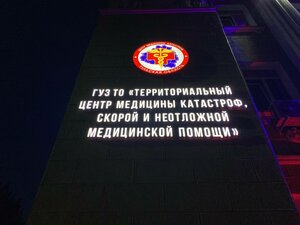 ГУЗ ТО «ТЕРРИТОРИАЛЬНЫЙ
ЦЕНТР МЕДИЦИНЫ КАТАСТРОФ,
СКОРОЙ И НЕОТЛОЖНОЙ
МЕДИЦИНСКОЙ ПОМОЩИ»